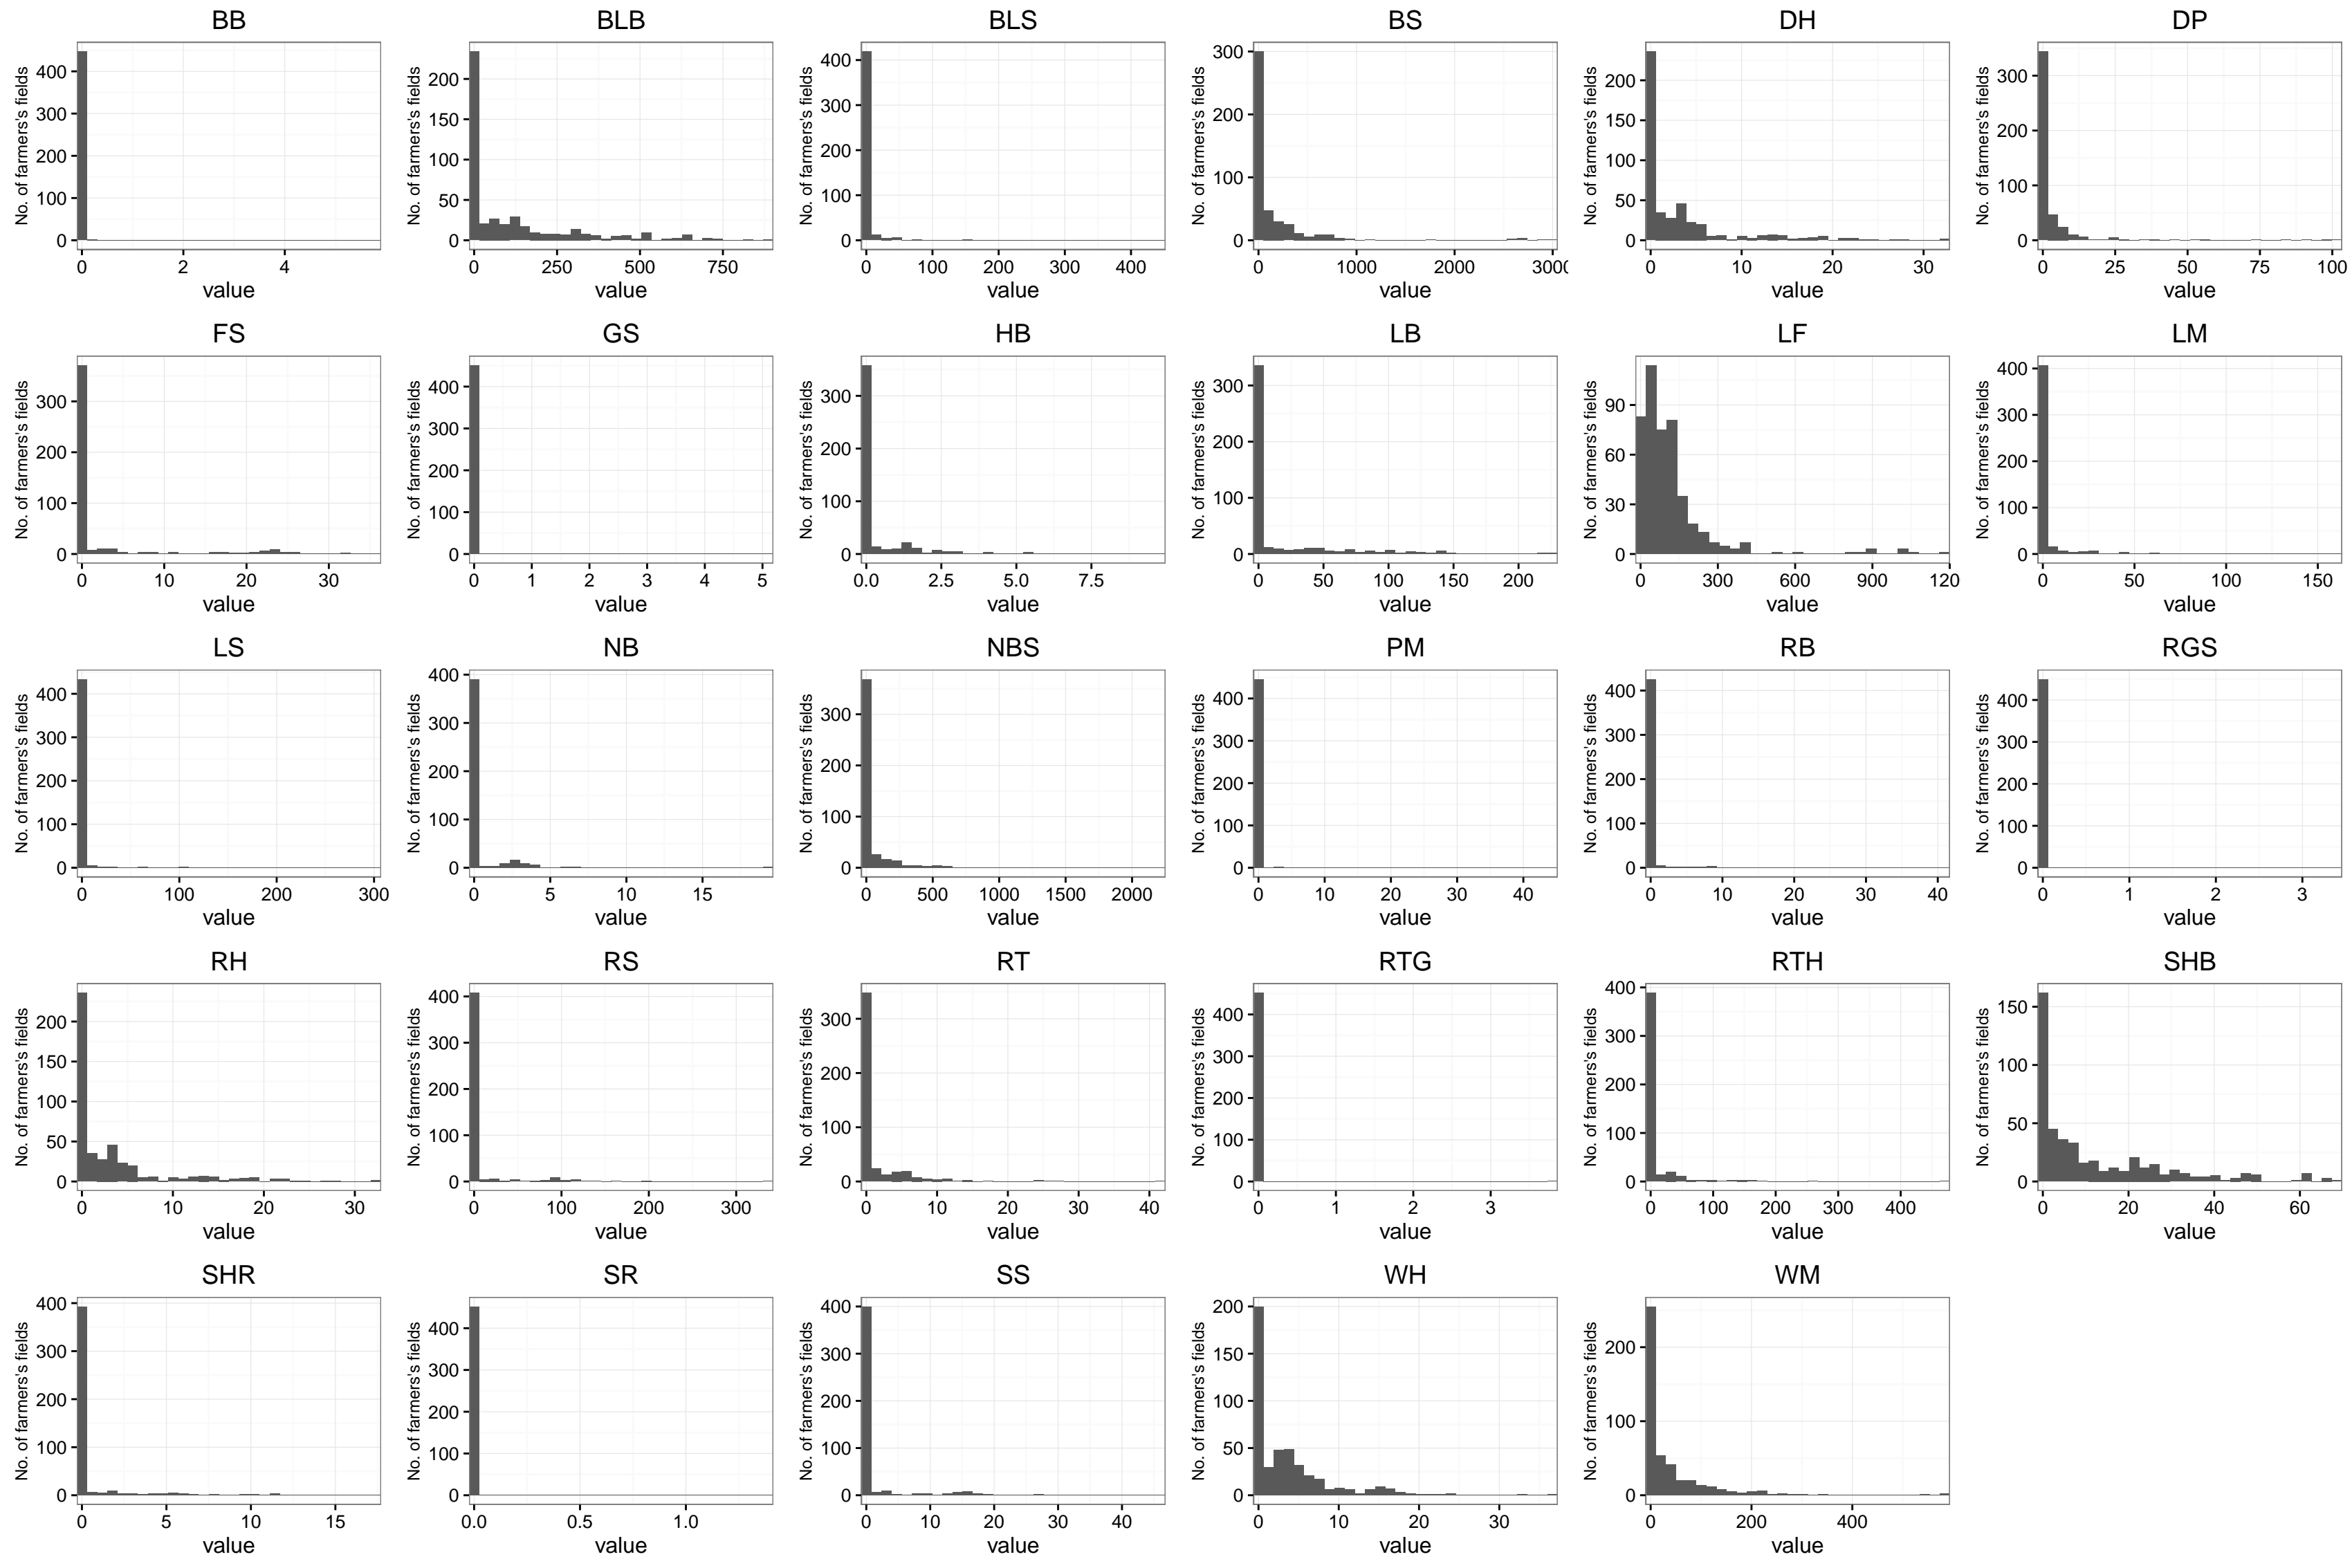 BB
No. of farmers's fields
400
300
200
100
0
0 2 4
value
BLB
No. of farmers's fields
200
150
100
50
0
0 250 500 750
value
BLS
No. of farmers's fields
400
300
200
100
0
0 100 200 300 400
value
BS
No. of farmers's fields
300
200
100
0
0 1000 2000 3000
value
DH
No. of farmers's fields
200
150
100
50
0
0 10 20 30
value
DP
No. of farmers's fields
300
200
100
0
0 25 50 75 100
value
FS
No. of farmers's fields
300
200
100
0
0 10 20 30
value
GS
No. of farmers's fields
400
300
200
100
0
0 1 2 3 4 5
value
HB
No. of farmers's fields
300
200
100
0
0.0 2.5 5.0 7.5
value
LB
No. of farmers's fields
300
200
100
0
0 50 100 150 200
value
LF
No. of farmers's fields
90
60
30
0
0 300 600 900 120
value
LM
No. of farmers's fields
400
300
200
100
0
0 50 100 150
value
LS
No. of farmers's fields
400
300
200
100
0
0 100 200 300
value
NB
No. of farmers's fields
400
300
200
100
0
0 5 10 15
value
NBS
No. of farmers's fields
300
200
100
0
0 500 1000 1500 2000
value
PM
No. of farmers's fields
400
300
200
100
0
0 10 20 30 40
value
RB
No. of farmers's fields
400
300
200
100
0
0 10 20 30 40
value
RGS
No. of farmers's fields
400
300
200
100
0
0 1 2 3
value
RH
No. of farmers's fields
200
150
100
50
0
0 10 20 30
value
RS
No. of farmers's fields
400
300
200
100
0
0 100 200 300
value
RT
No. of farmers's fields
300
200
100
0
0 10 20 30 40
value
RTG
No. of farmers's fields
400
300
200
100
0
0 1 2 3
value
RTH
No. of farmers's fields
400
300
200
100
0
0 100 200 300 400
value
SHB
No. of farmers's fields
150
100
50
0
0 20 40 60
value
SHR
No. of farmers's fields
400
300
200
100
0
0 5 10 15
value
SR
No. of farmers's fields
400
300
200
100
0
0.0 0.5 1.0
value
SS
No. of farmers's fields
400
300
200
100
0
0 10 20 30 40
value
WH
No. of farmers's fields
200
150
100
50
0
0 10 20 30
value
WM
No. of farmers's fields
200
100
0
0 200 400
value